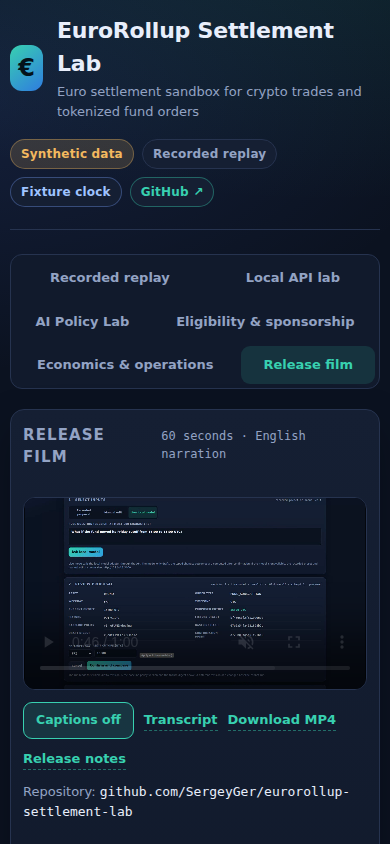 €
EuroRollup Settlement
Lab
Euro settlement sandbox for crypto trades and
tokenized fund orders
Synthetic data
Recorded replay
Fixture clock
GitHub ↗
Recorded replay
Local API lab
AI Policy Lab
Eligibility & sponsorship
Economics & operations
Release film
RELEASE
FILM
60 seconds · English
narration
0:46 / 1:00
Captions off
Transcript
Download MP4
Release notes
Repository: github.com/SergeyGer/eurorollup-
settlement-lab